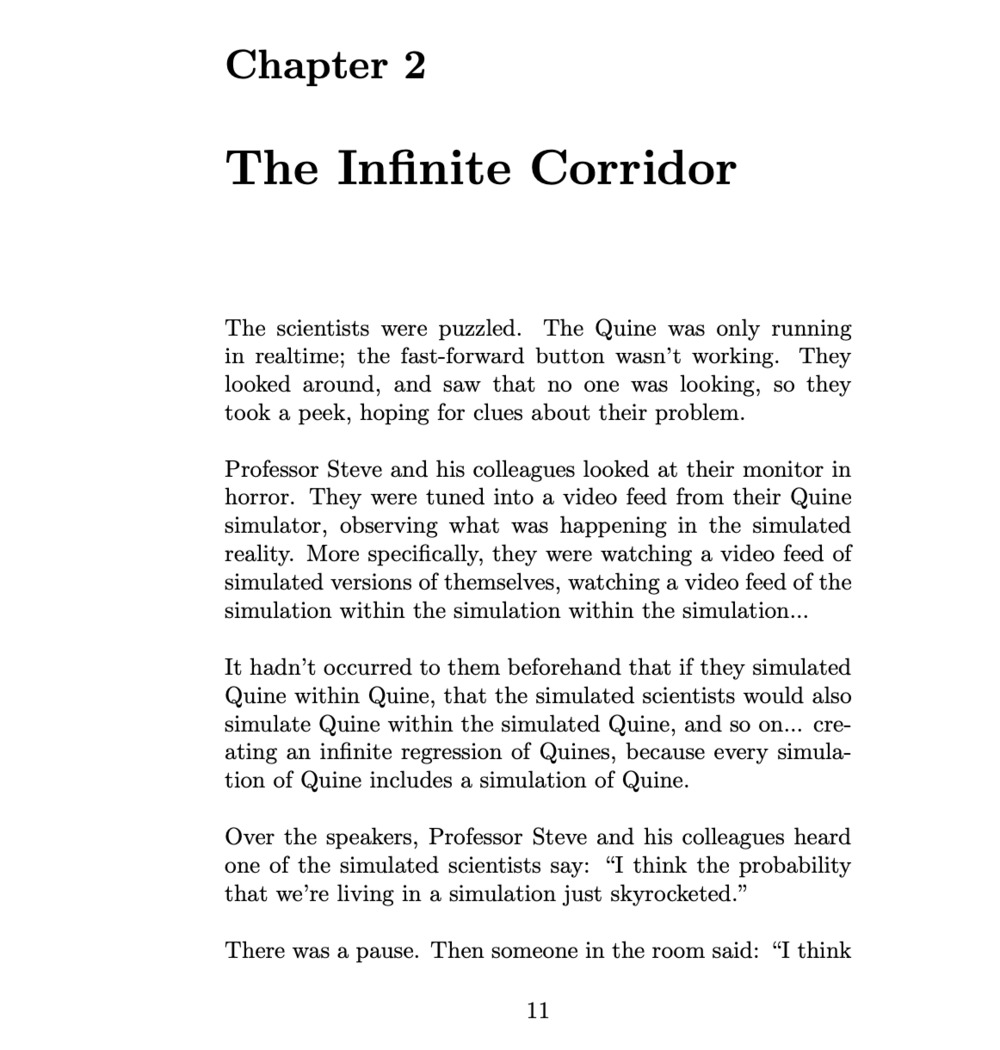 Chapter 2
The Infinite Corridor
The scientists were puzzled. The Quine was only running
in realtime; the fast-forward button wasn't working. They
looked around, and saw that no one was looking, so they
took a peek, hoping for clues about their problem.
Professor Steve and his colleagues looked at their monitor in
horror. They were tuned into a video feed from their Quine
simulator, observing what was happening in the simulated
reality. More specifically, they were watching a video feed of
simulated versions of themselves, watching a video feed of the
simulation within the simulation within the simulation...
It hadn't occurred to them beforehand that if they simulated
Quine within Quine, that the simulated scientists would also
simulate Quine within the simulated Quine, and so on... cre-
ating an infinite regression of Quines, because every simula-
tion of Quine includes a simulation of Quine.
Over the speakers, Professor Steve and his colleagues heard
one of the simulated scientists say: “I think the probability
that we're living in a simulation just skyrocketed.”
There was a pause. Then someone in the room said: “I think
11